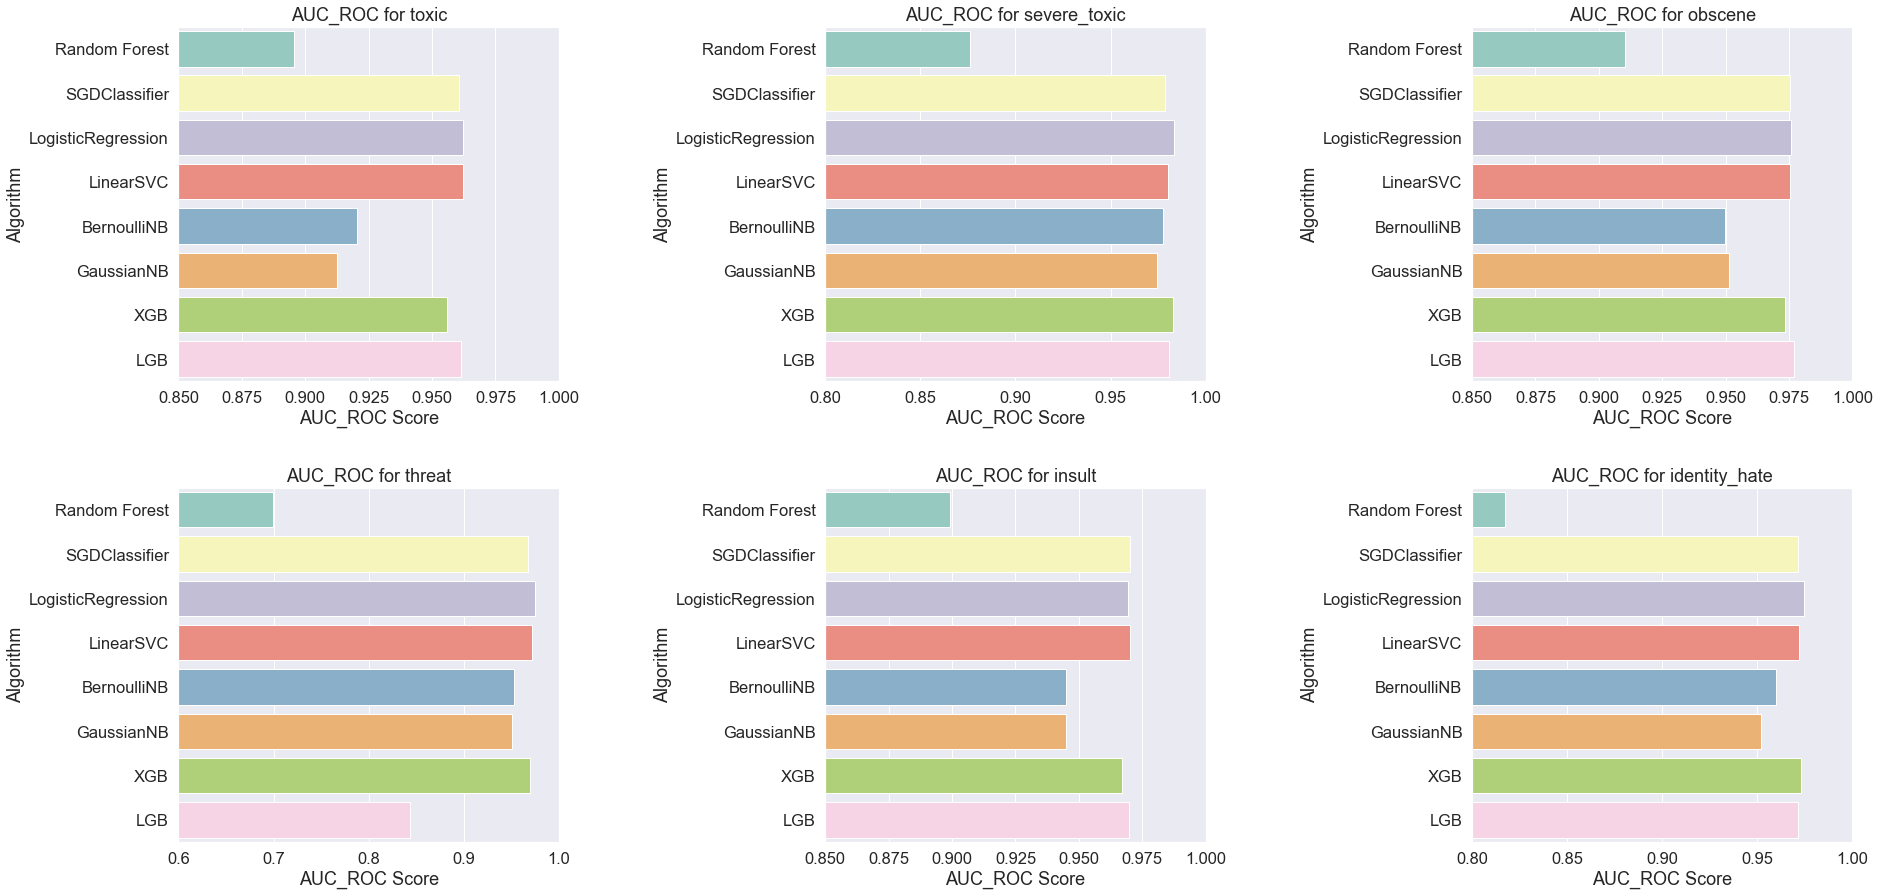 AUC_ROC for toxic
Random Forest
SGDClassifier
LogisticRegression
LinearSVC
BernoulliNB
GaussianNB
XGB
LGB
Algorithm
0.850 0.875 0.900 0.925 0.950 0.975 1.000
AUC_ROC Score
AUC_ROC for severe_toxic
Random Forest
SGDClassifier
LogisticRegression
LinearSVC
BernoulliNB
GaussianNB
XGB
LGB
Algorithm
0.80 0.85 0.90 0.95 1.00
AUC_ROC Score
AUC_ROC for obscene
Random Forest
SGDClassifier
LogisticRegression
LinearSVC
BernoulliNB
GaussianNB
XGB
LGB
Algorithm
0.850 0.875 0.900 0.925 0.950 0.975 1.000
AUC_ROC Score
AUC_ROC for threat
Random Forest
SGDClassifier
LogisticRegression
LinearSVC
BernoulliNB
GaussianNB
XGB
LGB
Algorithm
0.6 0.7 0.8 0.9 1.0
AUC_ROC Score
AUC_ROC for insult
Random Forest
SGDClassifier
LogisticRegression
LinearSVC
BernoulliNB
GaussianNB
XGB
LGB
Algorithm
0.850 0.875 0.900 0.925 0.950 0.975 1.000
AUC_ROC Score
AUC_ROC for identity_hate
Random Forest
SGDClassifier
LogisticRegression
LinearSVC
BernoulliNB
GaussianNB
XGB
LGB
Algorithm
0.80 0.85 0.90 0.95 1.00
AUC_ROC Score